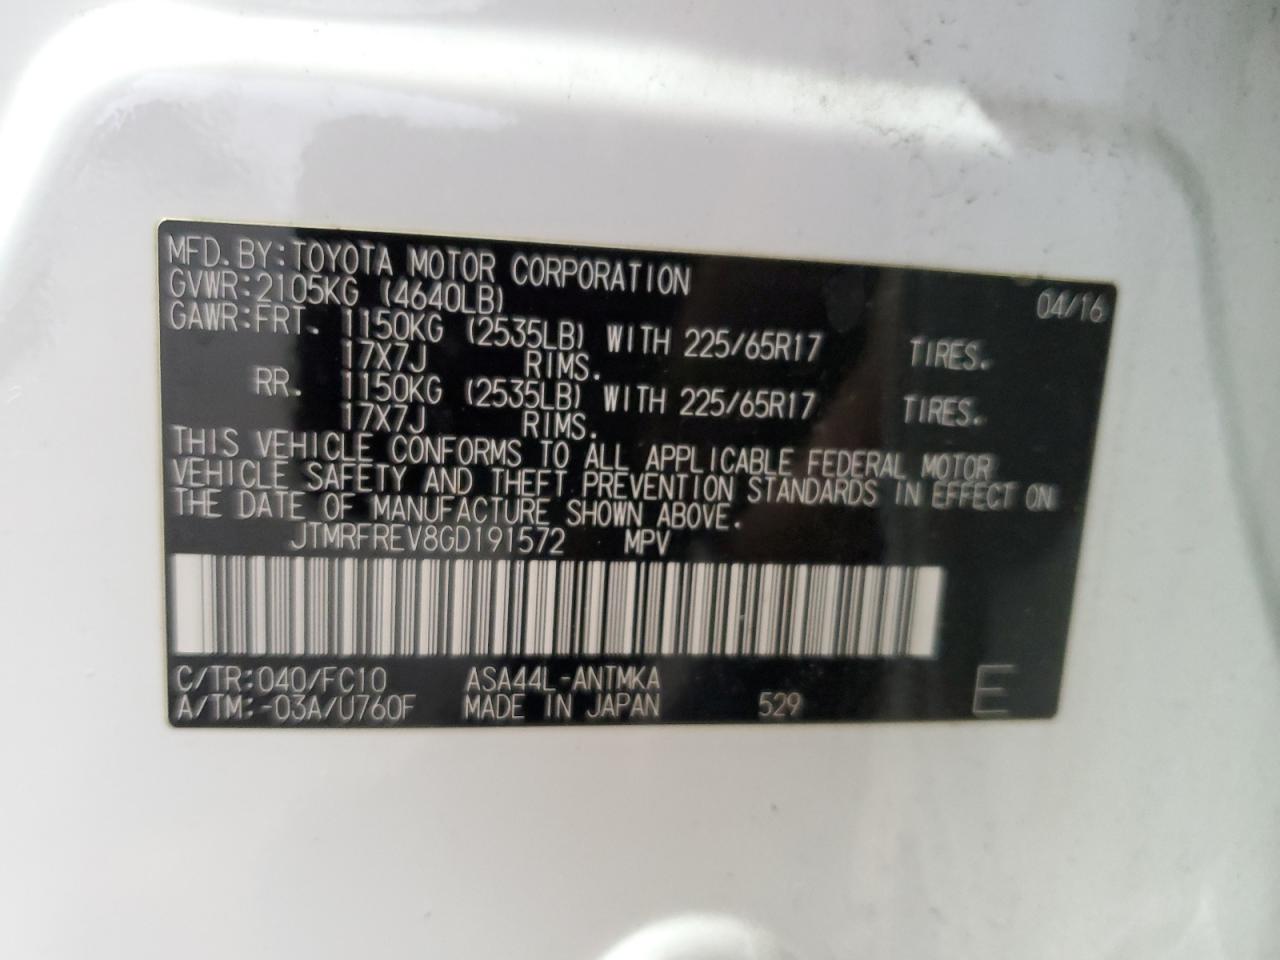 MFD. BY: TOYOTA MOTOR CORPORATION 04/16
GVWR: 2105KG (4640LB)
GAWR: FRT. 1150KG (2535LB) WITH 225/65R17 TIRES.
17X7J RIMS.
RR. 1150KG (2535LB) WITH 225/65R17 TIRES.
17X7J RIMS.
THIS VEHICLE CONFORMS TO ALL APPLICABLE FEDERAL MOTOR
VEHICLE SAFETY AND THEFT PREVENTION STANDARDS IN EFFECT ON
THE DATE OF MANUFACTURE SHOWN ABOVE.
JTMRFREV8GD191572 MPV
C/TR: 040/FC10 ASA44L-ANTMKA
A/TM: -03A/U760F MADE IN JAPAN 529 E